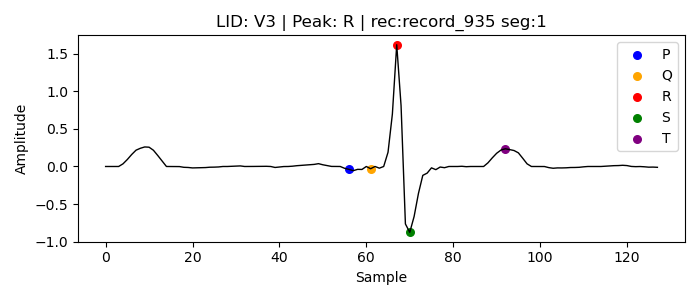 LID: V3 | Peak: R | rec:record_935 seg:1
Amplitude
1.5
1.0
0.5
0.0
−0.5
−1.0
P
Q
R
S
T
0 20 40 60 80 100 120
Sample